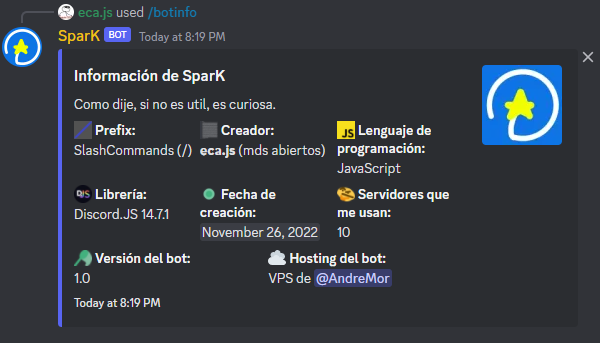 eca.js used /botinfo
SparK BOT Today at 8:19 PM
Información de SparK
Como dije, si no es util, es curiosa.
Prefix:
SlashCommands (/)
Creador:
eca.js (mds abiertos)
JS
Lenguaje de
programación:
JavaScript
DJS
Librería:
Discord.JS 14.7.1
Fecha de
creación:
November 26, 2022
Servidores que
me usan:
10
Versión del bot:
1.0
Hosting del bot:
VPS de @AndreMor
Today at 8:19 PM